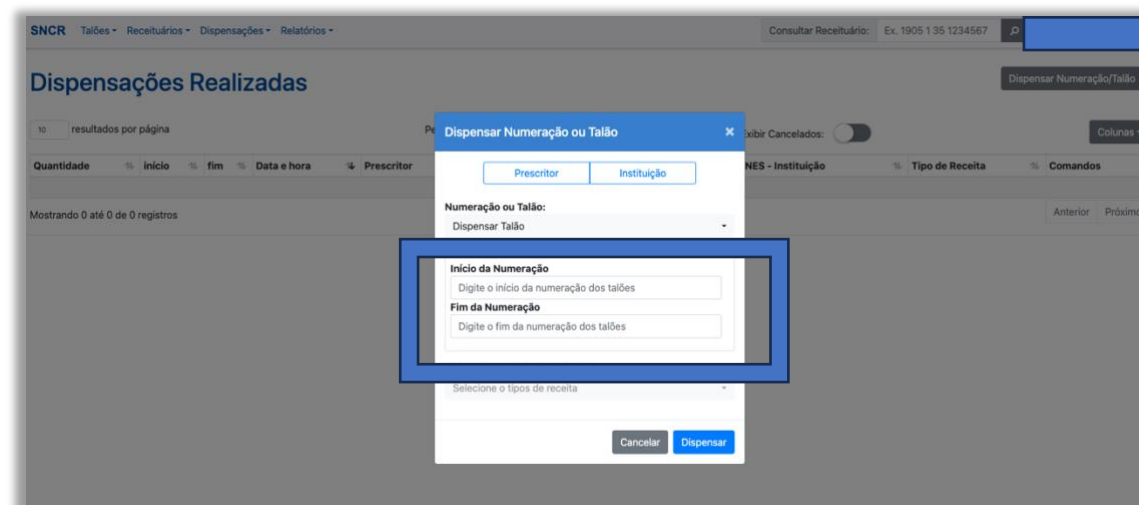 SNCR Talões Receituários Dispensações Relatórios Consultar Receituário: Ex. 1905 1 35 1234567
Dispensações Realizadas
Dispensar Numeração/Talão
10 resultados por página
Exibir Cancelados:
Colunas
Quantidade início fim Data e hora Prescritor CNES - Instituição Tipo de Receita Comandos
Mostrando 0 até 0 de 0 registros
Anterior Próximo
Dispensar Numeração ou Talão ×
Prescritor Instituição
Numeração ou Talão:
Dispensar Talão
Início da Numeração
Digite o início da numeração dos talões
Fim da Numeração
Digite o fim da numeração dos talões
Selecione o tipos de receita
Cancelar Dispensar